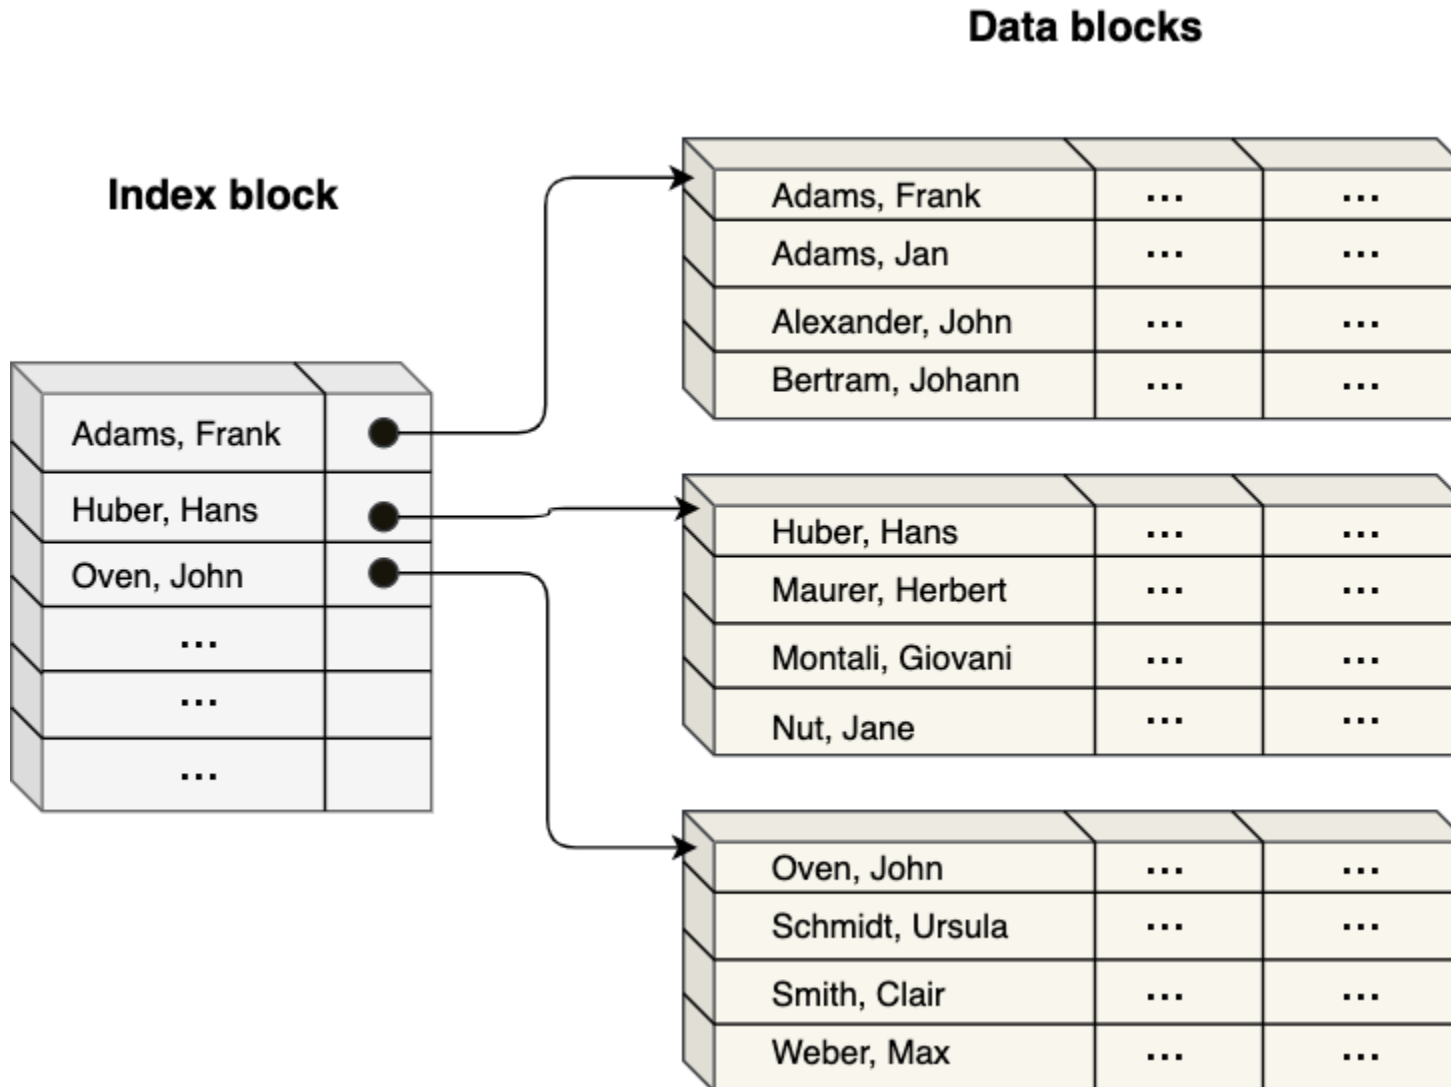 Data blocks
Index block
Adams, Frank
Huber, Hans
Oven, John
...
...
...
Adams, Frank ... ...
Adams, Jan ... ...
Alexander, John ... ...
Bertram, Johann ... ...
Huber, Hans ... ...
Maurer, Herbert ... ...
Montali, Giovani ... ...
Nut, Jane ... ...
Oven, John ... ...
Schmidt, Ursula ... ...
Smith, Clair ... ...
Weber, Max ... ...